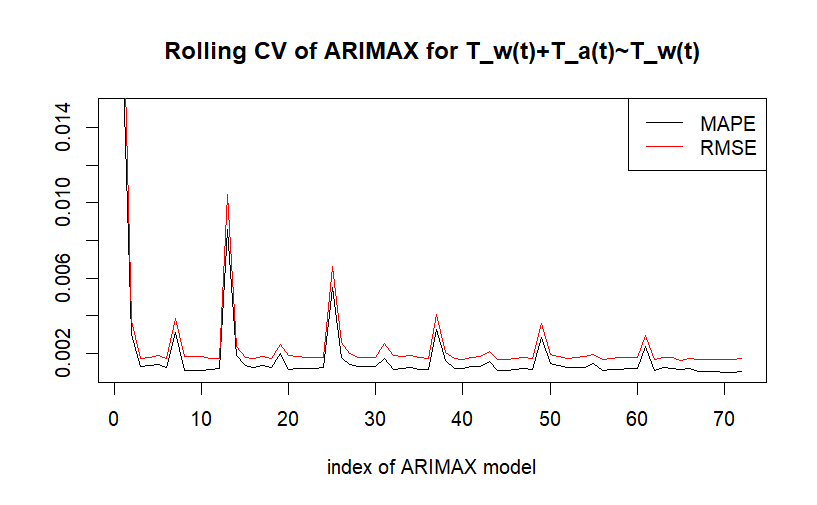 Rolling CV of ARIMAX for T_w(t)+T_a(t)~T_w(t)
MAPE
RMSE
0.014
0.010
0.006
0.002
0 10 20 30 40 50 60 70
index of ARIMAX model